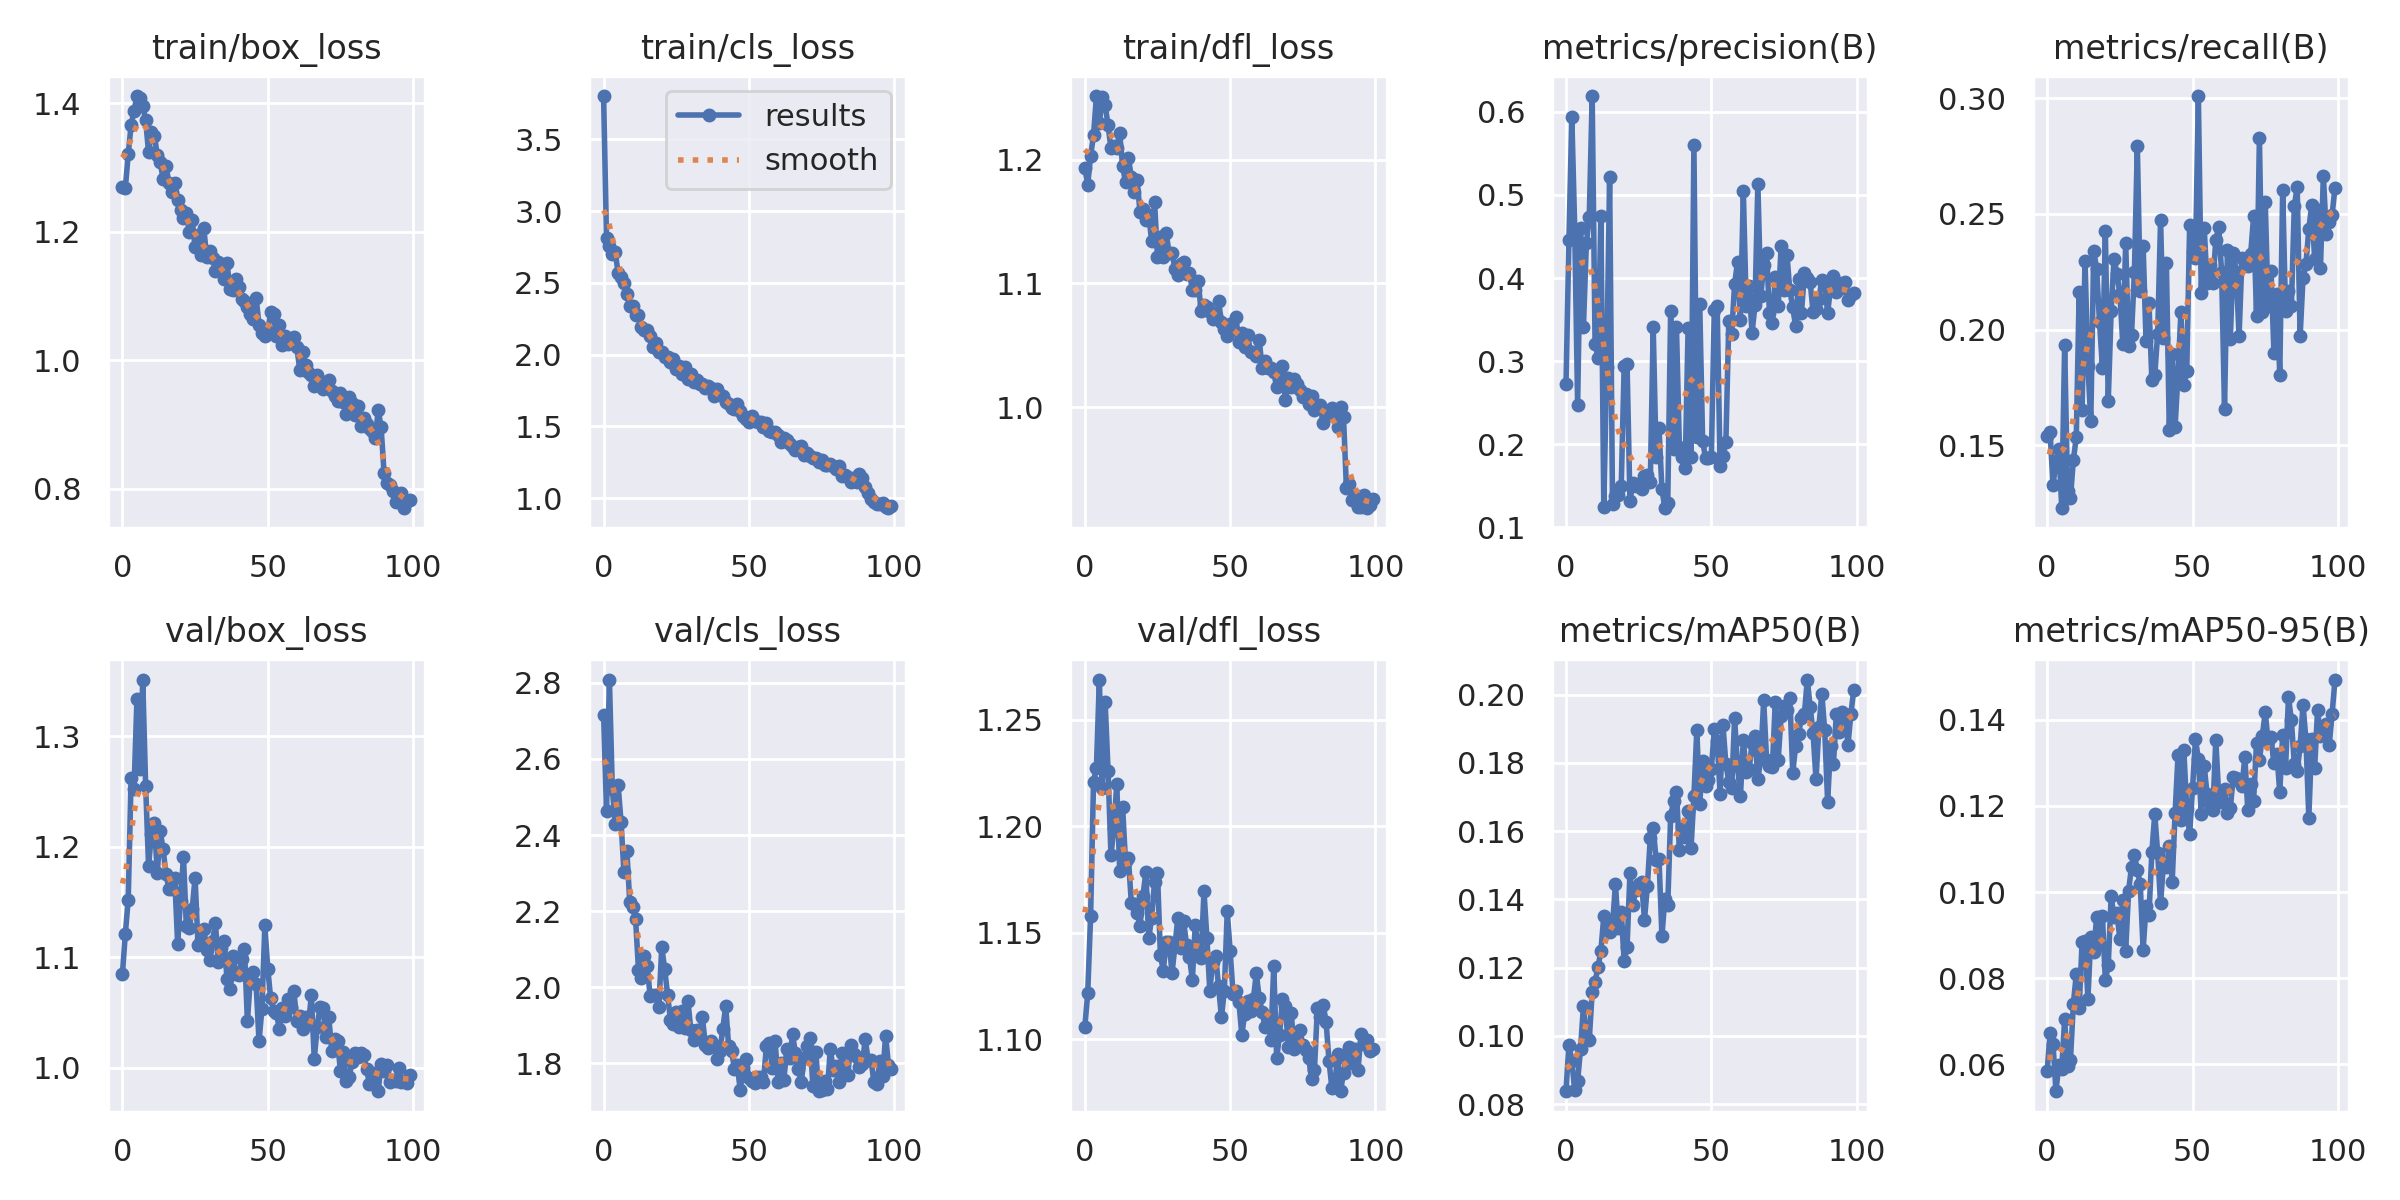 train/box_loss
1.4
1.2
1.0
0.8
0 50 100
train/cls_loss
results
smooth
3.5
3.0
2.5
2.0
1.5
1.0
0 50 100
train/dfl_loss
1.2
1.1
1.0
0 50 100
metrics/precision(B)
0.6
0.5
0.4
0.3
0.2
0.1
0 50 100
metrics/recall(B)
0.30
0.25
0.20
0.15
0 50 100
val/box_loss
1.3
1.2
1.1
1.0
0 50 100
val/cls_loss
2.8
2.6
2.4
2.2
2.0
1.8
0 50 100
val/dfl_loss
1.25
1.20
1.15
1.10
0 50 100
metrics/mAP50(B)
0.20
0.18
0.16
0.14
0.12
0.10
0.08
0 50 100
metrics/mAP50-95(B)
0.14
0.12
0.10
0.08
0.06
0 50 100